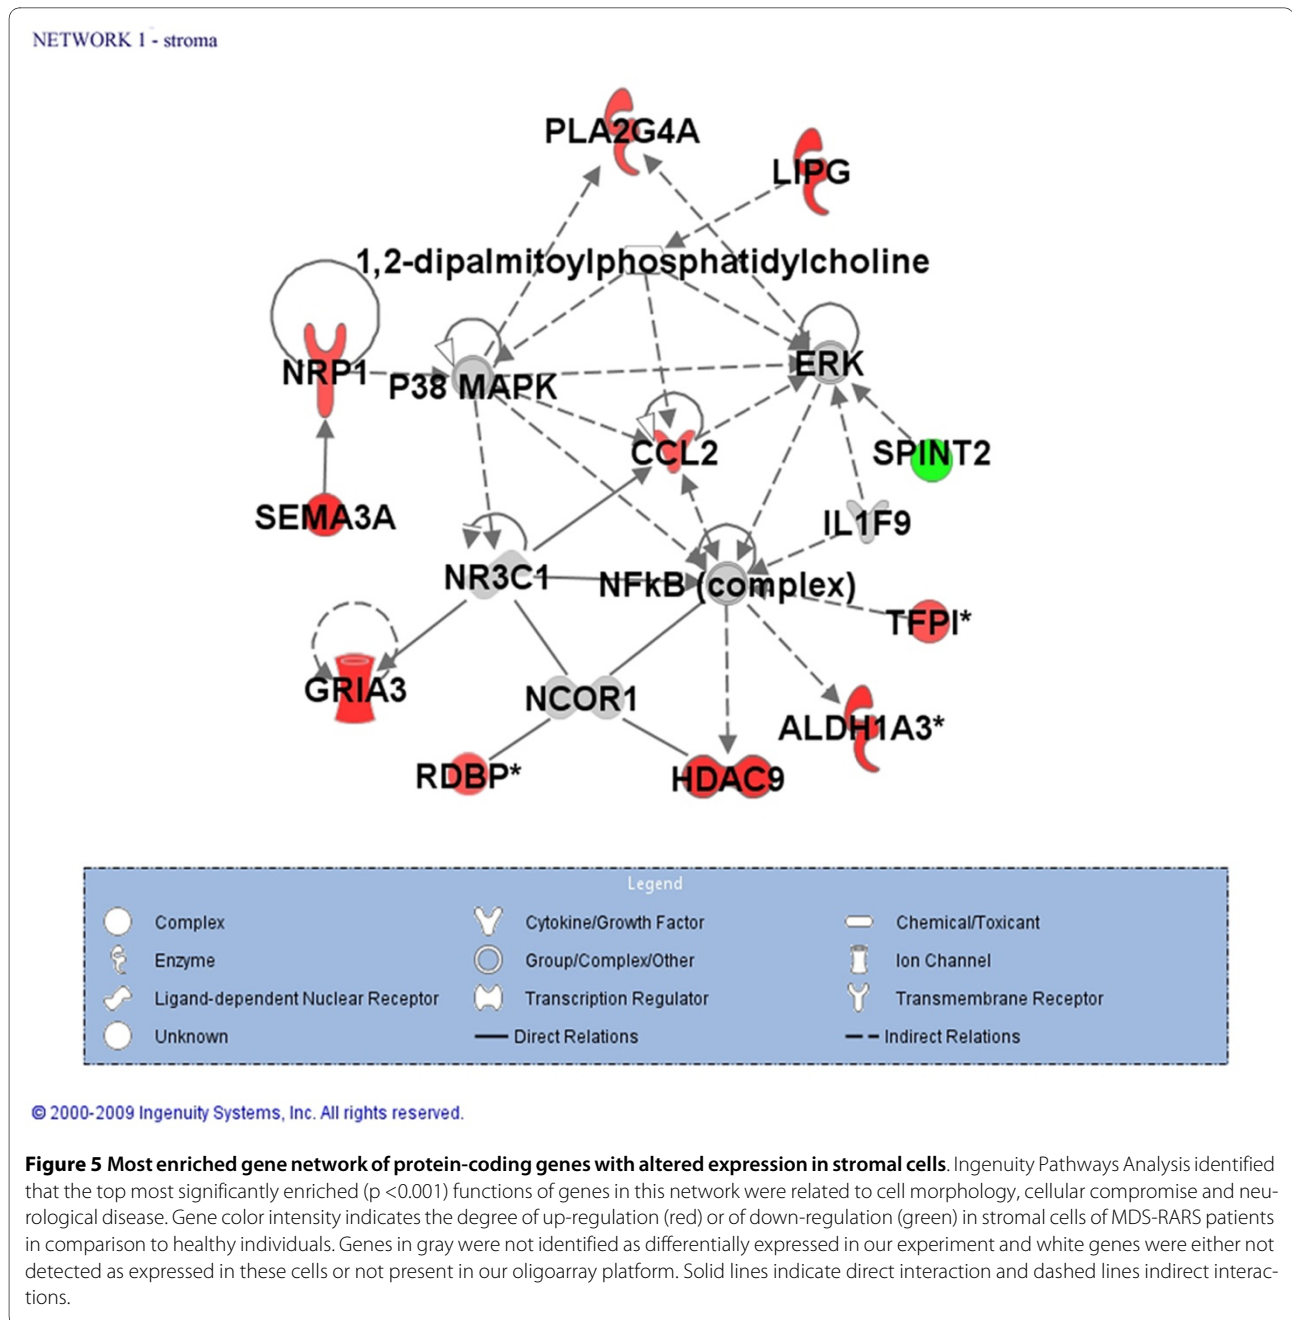 NETWORK 1 - stroma
PLA2G4A
LIPG
1,2-dipalmitoylphosphatidylcholine
NRP1
P38 MAPK
ERK
CCL2
SPINT2
SEMA3A
IL1F9
NR3C1
NFkB (complex)
TFPI*
GRIA3
NCOR1
ALDH1A3*
RDBP*
HDAC9
Legend
Complex
Cytokine/Growth Factor
Chemical/Toxicant
Enzyme
Group/Complex/Other
Ion Channel
Ligand-dependent Nuclear Receptor
Transcription Regulator
Transmembrane Receptor
Unknown
Direct Relations
Indirect Relations
© 2000-2009 Ingenuity Systems, Inc. All rights reserved.
Figure 5 Most enriched gene network of protein-coding genes with altered expression in stromal cells. Ingenuity Pathways Analysis identified
that the top most significantly enriched (p <0.001) functions of genes in this network were related to cell morphology, cellular compromise and neu-
rological disease. Gene color intensity indicates the degree of up-regulation (red) or of down-regulation (green) in stromal cells of MDS-RARS patients
in comparison to healthy individuals. Genes in gray were not identified as differentially expressed in our experiment and white genes were either not
detected as expressed in these cells or not present in our oligoarray platform. Solid lines indicate direct interaction and dashed lines indirect interac-
tions.